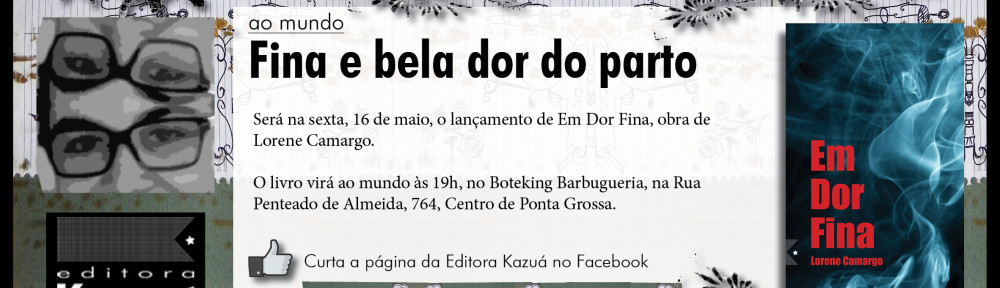 ao mundo
Fina e bela dor do parto
Será na sexta, 16 de maio, o lançamento de Em Dor Fina, obra de
Lorene Camargo.
O livro virá ao mundo às 19h, no Boteking Barbugueria, na Rua
Penteado de Almeida, 764, Centro de Ponta Grossa.
Curta a página da Editora Kazuá no Facebook
editora
Em
Dor
Fina
Lorene Camargo